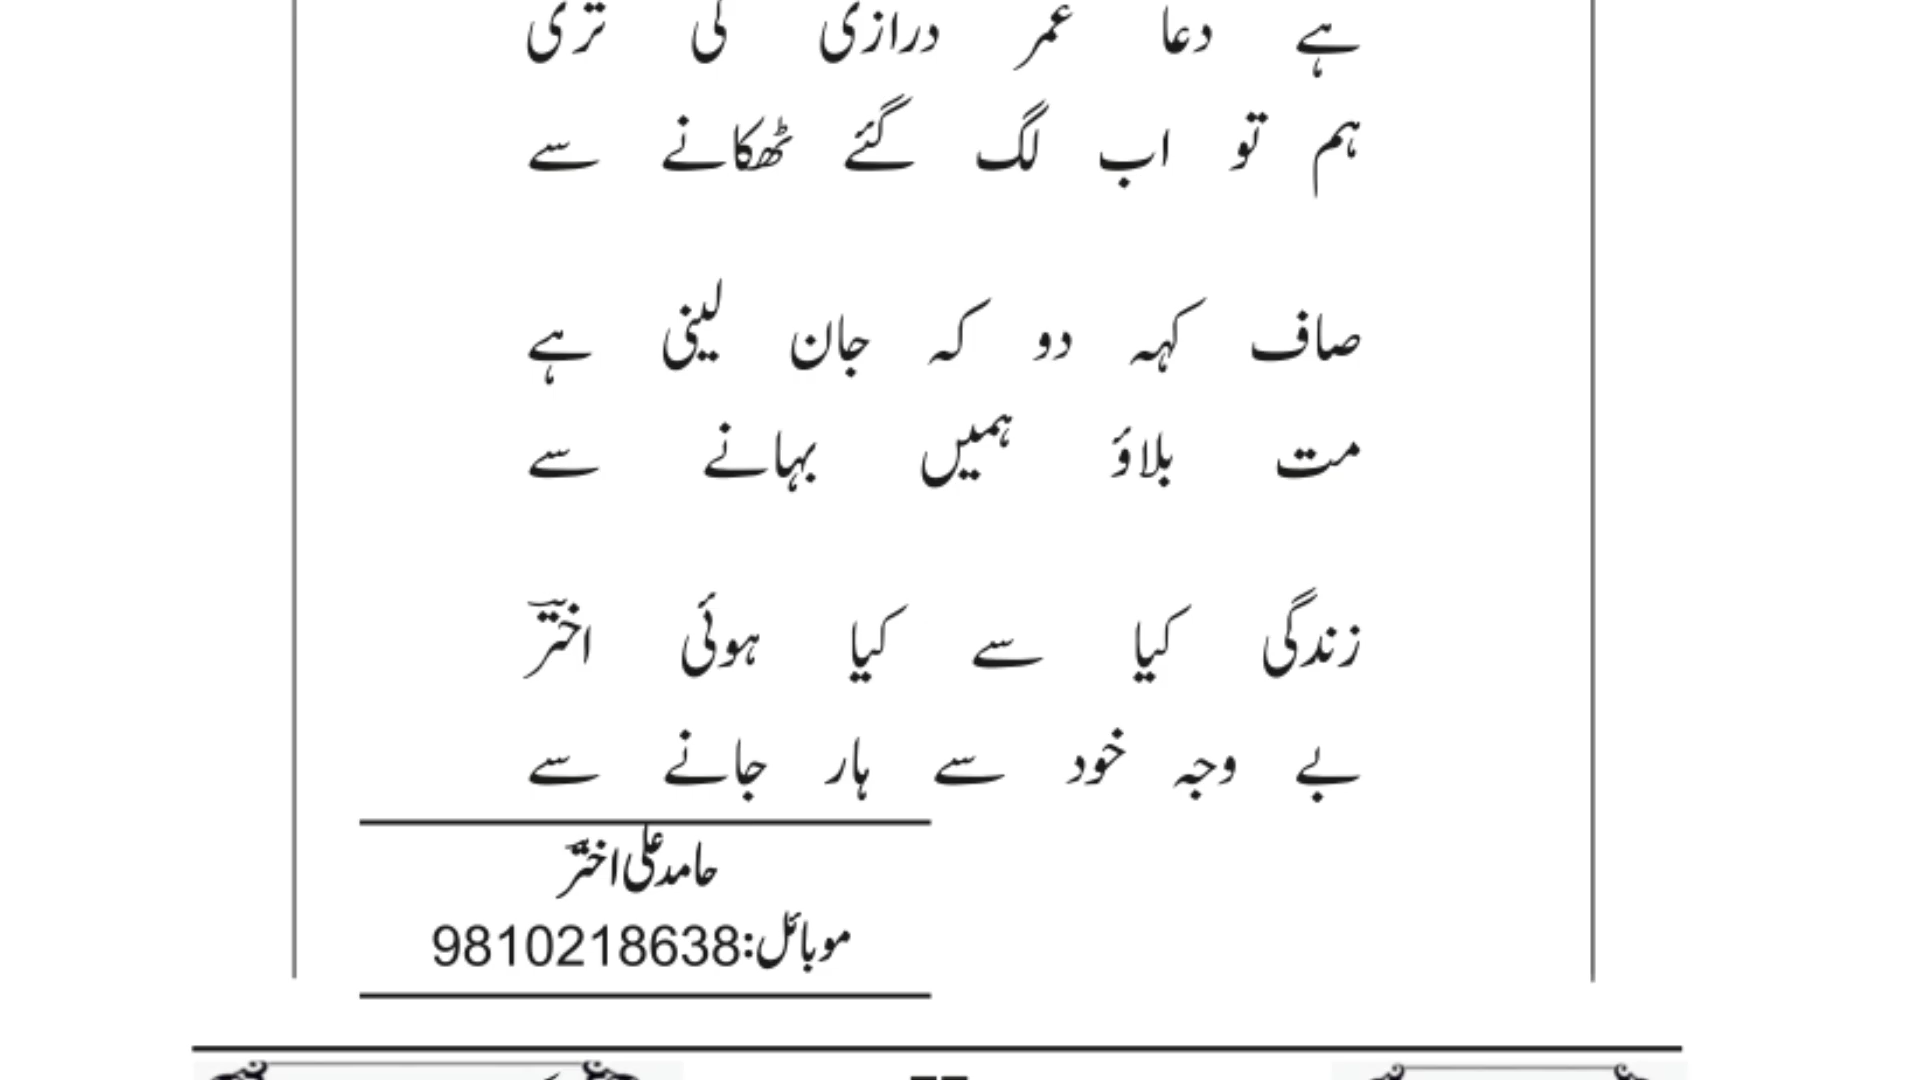 ہے دعا عمر درازی کی تری
ہم تو اب لگ گئے ٹھکانے سے
صاف کہہ دو کہ جان لینی ہے
مت بلاؤ ہمیں بہانے سے
زندگی کیا سے کیا ہوئی اخترؔ
بے وجہ خود سے ہار جانے سے
حامد علی اخترؔ
موبائل:9810218638